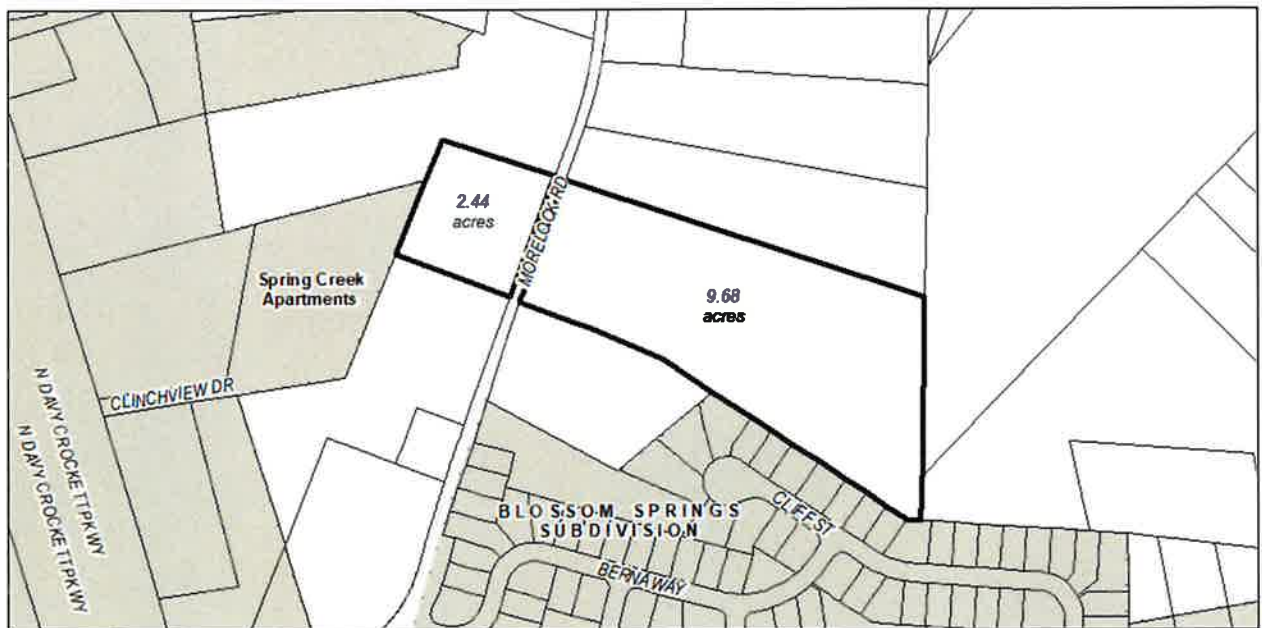 2.44
acres
MORELOCK RD
Spring Creek
Apartments
9.68
acres
CLINCHVIEW DR
N DAVY CROCKETT PKWY
N DAVY CROCKETT PKWY
BLOSSOM SPRINGS
SUBDIVISION
CLIFF ST
BERNA WAY